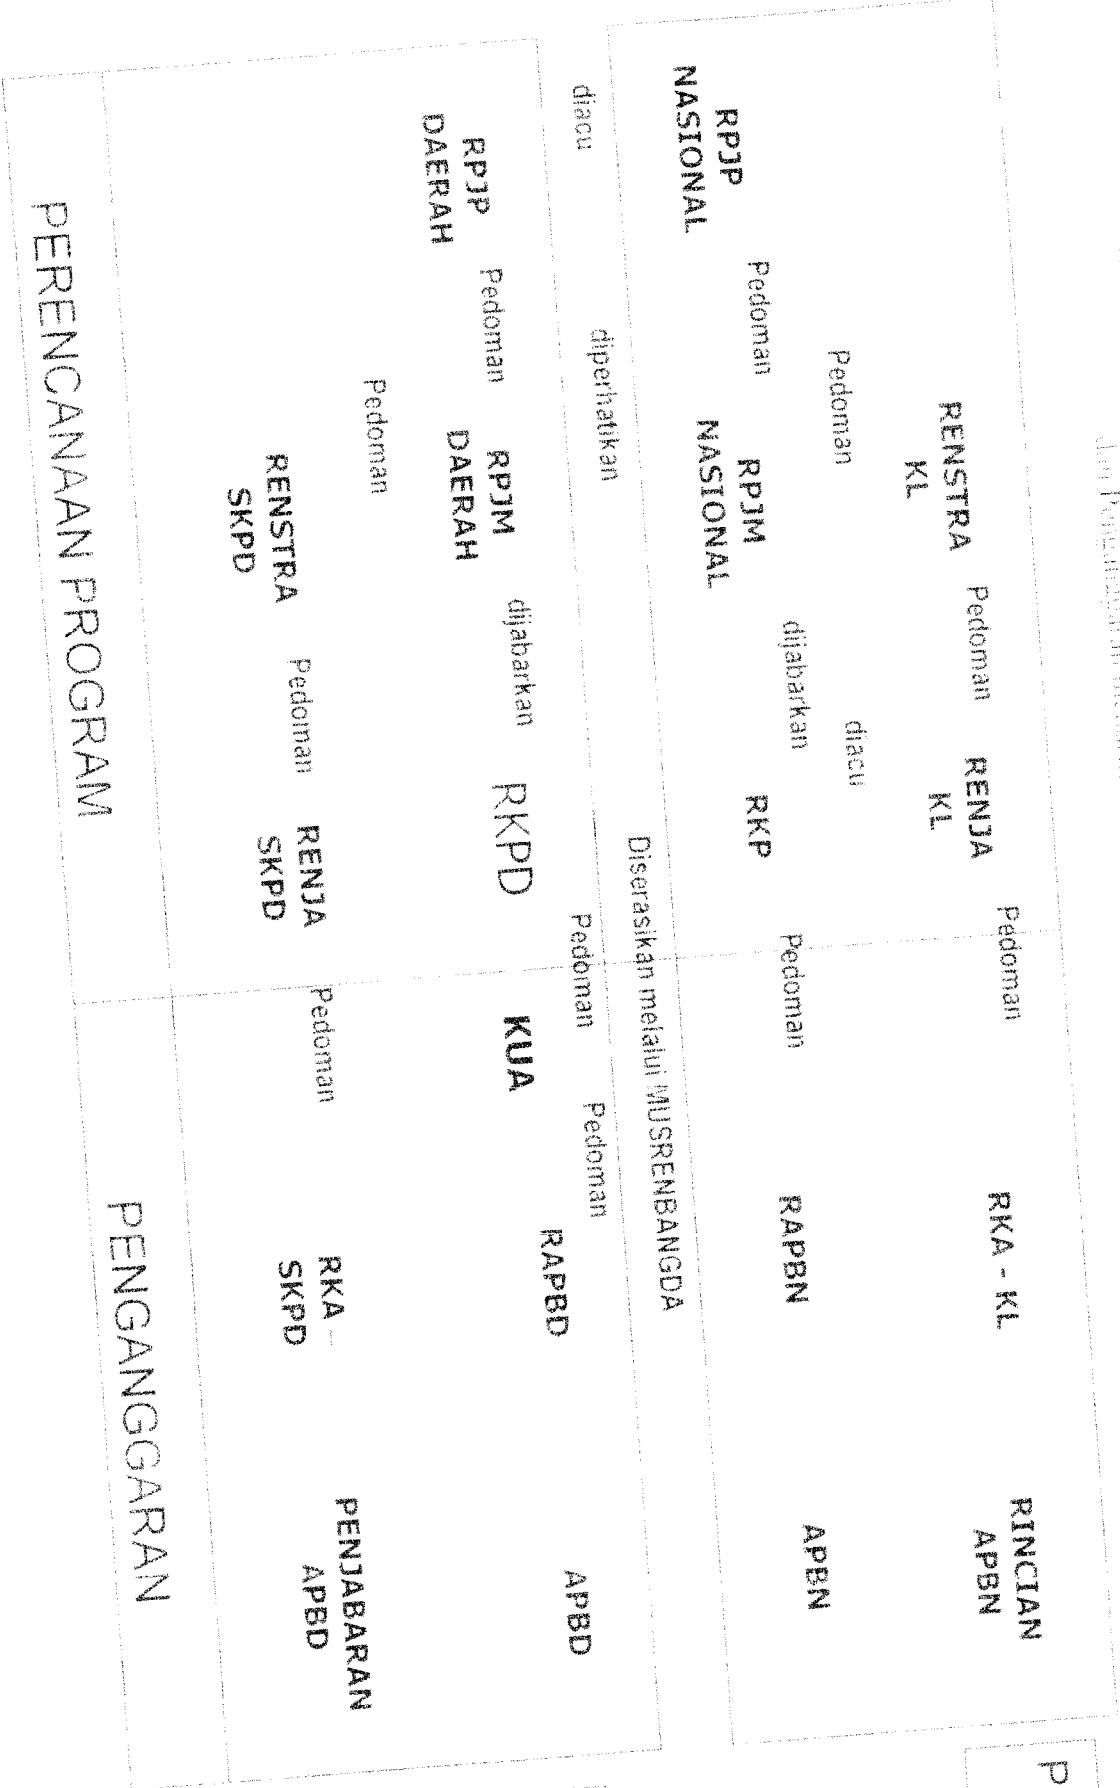 RENSTRA
KL
Pedoman
RENJA
KL
Pedoman
RKA - KL
RINCIAN
APBN
Pedoman
diacu
RPJP
NASIONAL
Pedoman
RPJM
NASIONAL
dijabarkan
RKP
Pedoman
RAPBN
APBN
diacu
diperhatikan
Diserasikan melalui MUSRENBANGDA
RPJP
DAERAH
Pedoman
RPJM
DAERAH
dijabarkan
RKPD
Pedoman
KUA
Pedoman
RAPBD
APBD
Pedoman
RENSTRA
SKPD
Pedoman
RENJA
SKPD
Pedoman
RKA
SKPD
PENJABARAN
APBD
PERENCANAAN PROGRAM
PENGANGGARAN
P